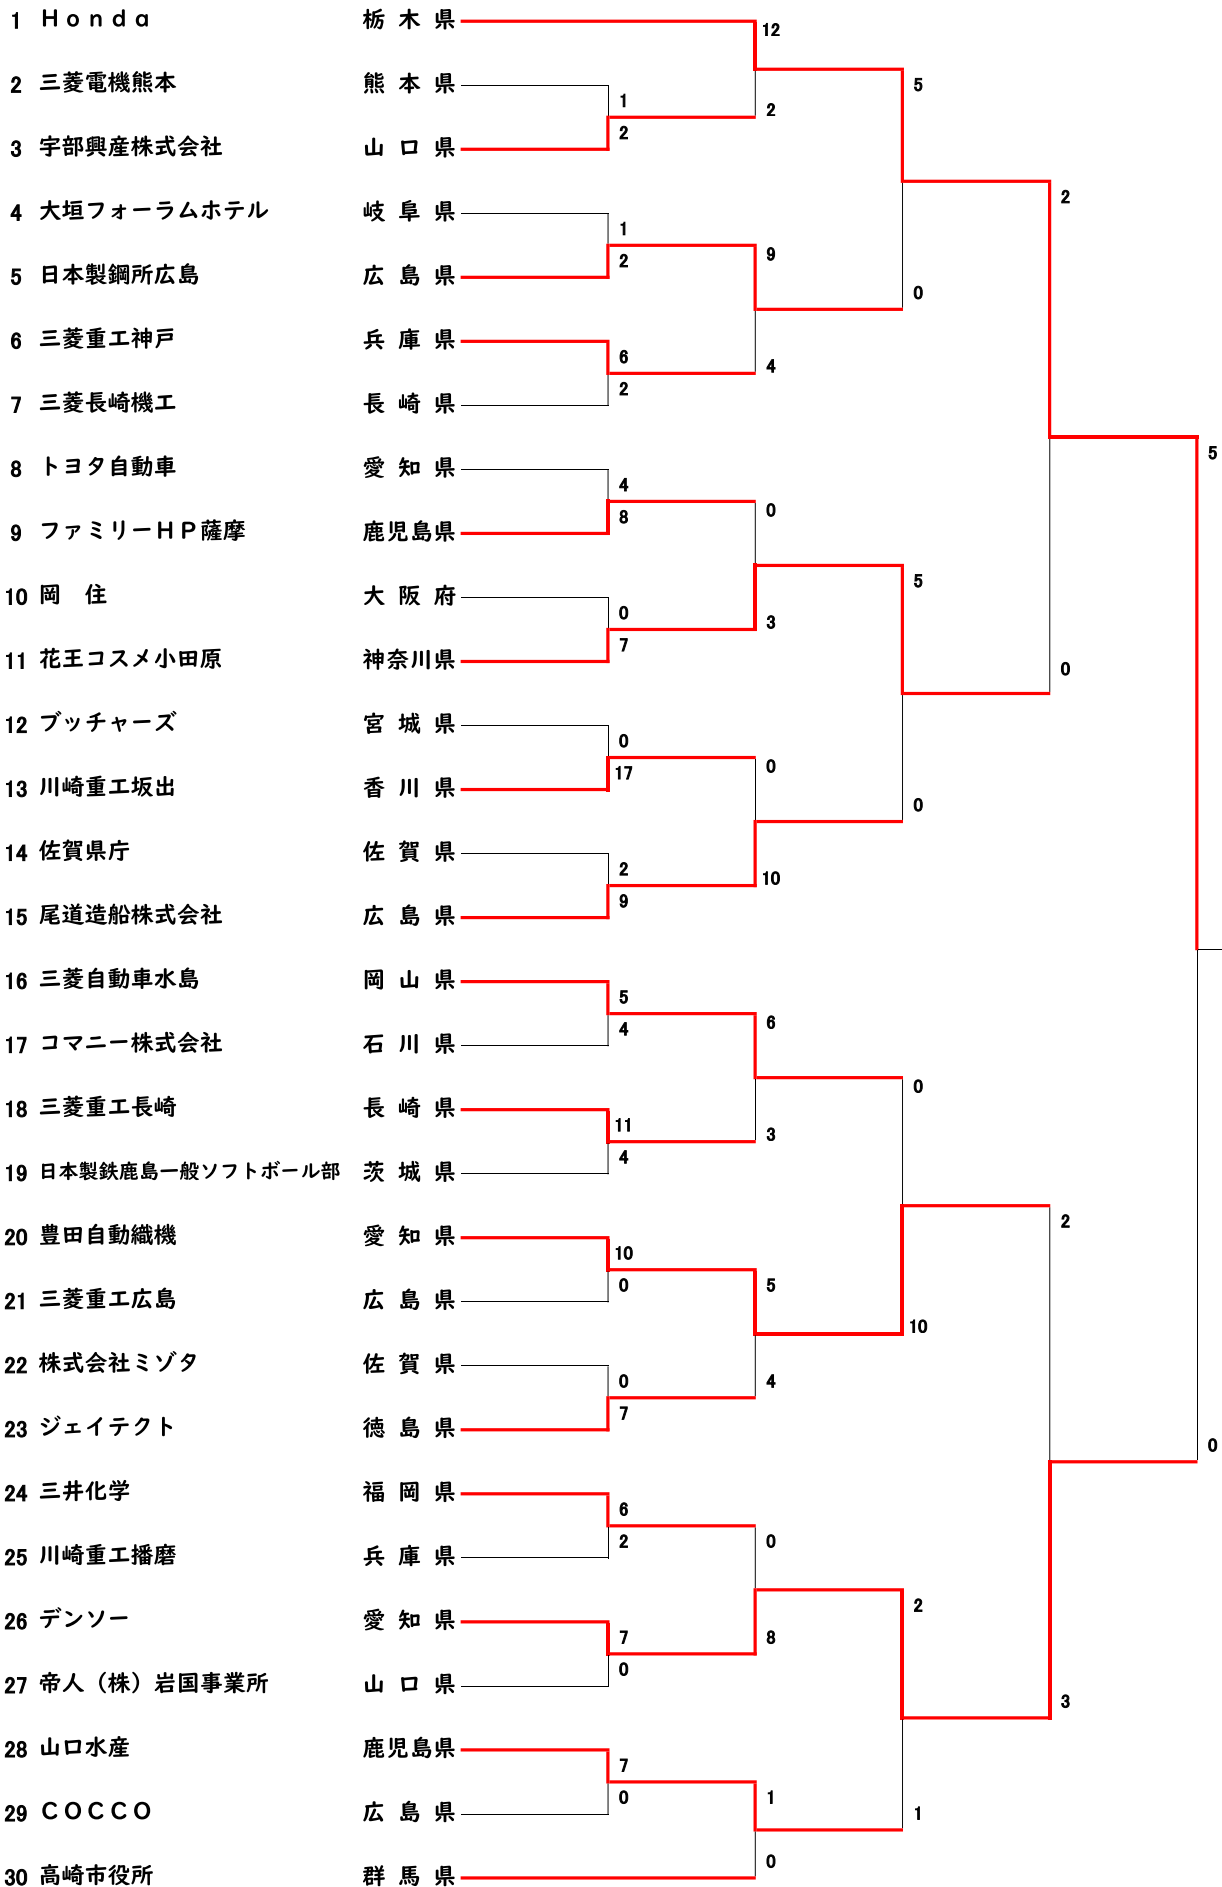 1 Ｈｏｎｄａ 栃木県
12
2 三菱電機熊本 熊本県
5
1
2
2
3 宇部興産株式会社 山口県
2
4 大垣フォーラムホテル 岐阜県
1
9
2
5 日本製鋼所広島 広島県
0
6 三菱重工神戸 兵庫県
6
4
2
7 三菱長崎機工 長崎県
5
8 トヨタ自動車 愛知県
4
0
8
9 ファミリーＨＰ薩摩 鹿児島県
5
10 岡　住 大阪府
0
3
7
11 花王コスメ小田原 神奈川県
0
12 ブッチャーズ 宮城県
0
0
17
13 川崎重工坂出 香川県
0
14 佐賀県庁 佐賀県
2
10
9
15 尾道造船株式会社 広島県
16 三菱自動車水島 岡山県
5
6
4
17 コマニー株式会社 石川県
0
18 三菱重工長崎 長崎県
11
3
4
19 日本製鉄鹿島一般ソフトボール部 茨城県
2
20 豊田自動織機 愛知県
10
5
0
21 三菱重工広島 広島県
10
22 株式会社ミゾタ 佐賀県
0
4
7
23 ジェイテクト 徳島県
0
24 三井化学 福岡県
6
0
2
25 川崎重工播磨 兵庫県
2
26 デンソー 愛知県
7
8
0
27 帝人（株）岩国事業所 山口県
3
28 山口水産 鹿児島県
7
1
0
29 ＣＯＣＣＯ 広島県
1
0
30 高崎市役所 群馬県